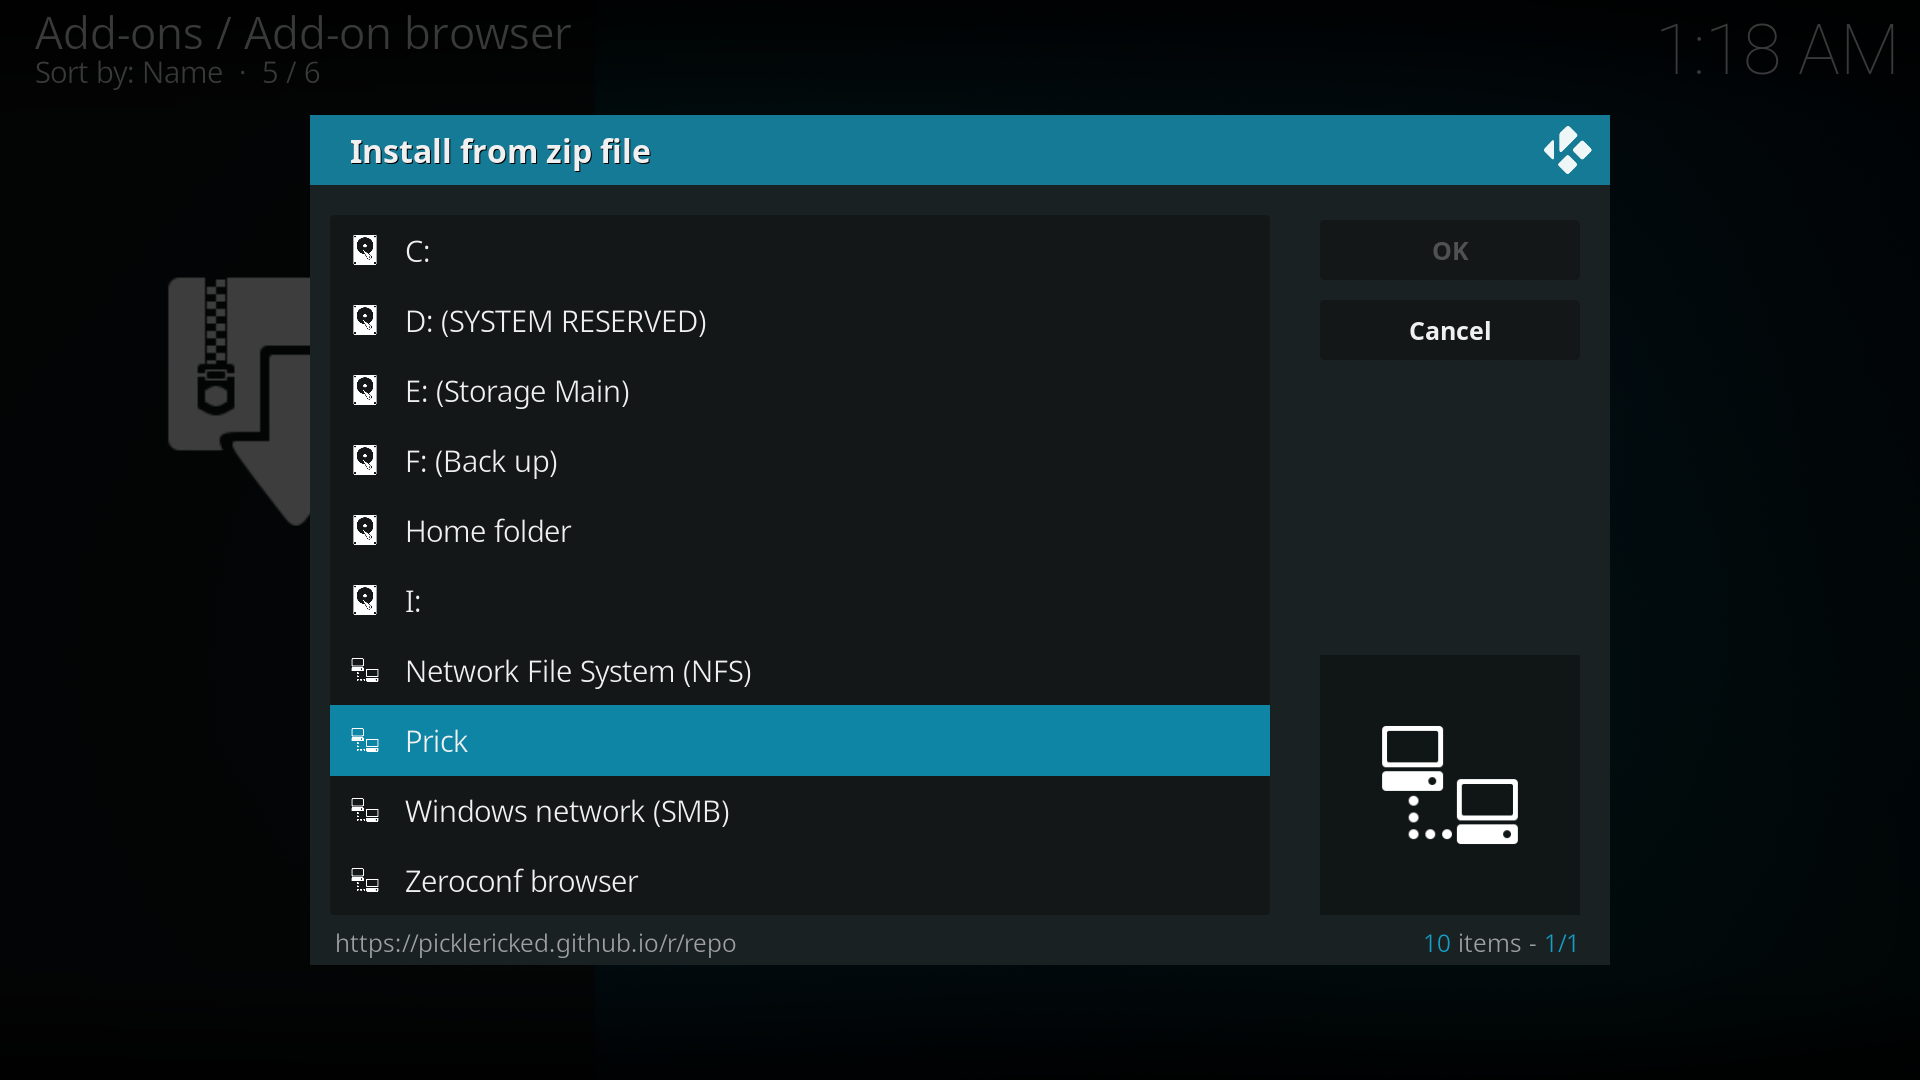 Add-ons / Add-on browser
Sort by: Name · 5 / 6
1:18 AM
Install from zip file
C:
D: (SYSTEM RESERVED)
E: (Storage Main)
F: (Back up)
Home folder
I:
Network File System (NFS)
Prick
Windows network (SMB)
Zeroconf browser
OK
Cancel
https://picklericked.github.io/r/repo
10 items - 1/1